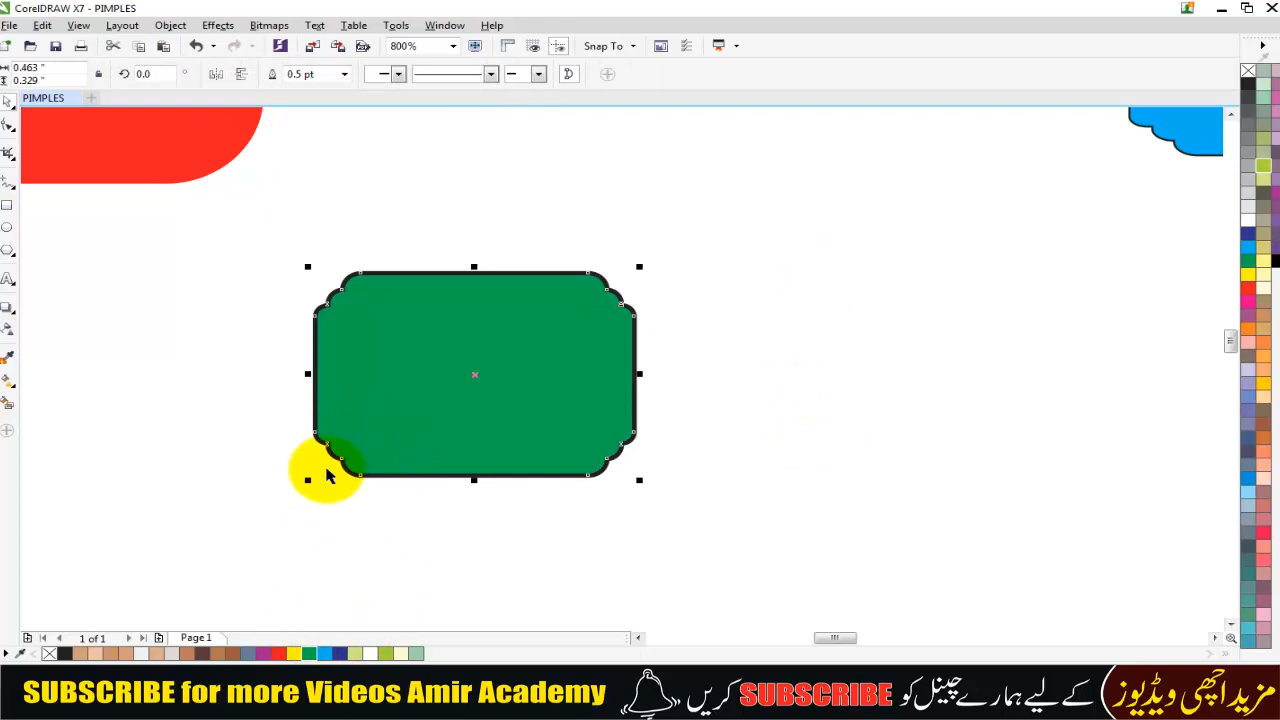 CorelDRAW X7 - PIMPLES
File Edit View Layout Object Effects Bitmaps Text Table Tools Window Help
800% Snap To
0.463 "
0.329 "
0.0 °
0.5 pt
PIMPLES
1 of 1 Page 1
SUBSCRIBE for more Videos Amir Academy
مزید اچھی ویڈیوز کے لیے ہمارے چینل کو SUBSCRIBE کریں